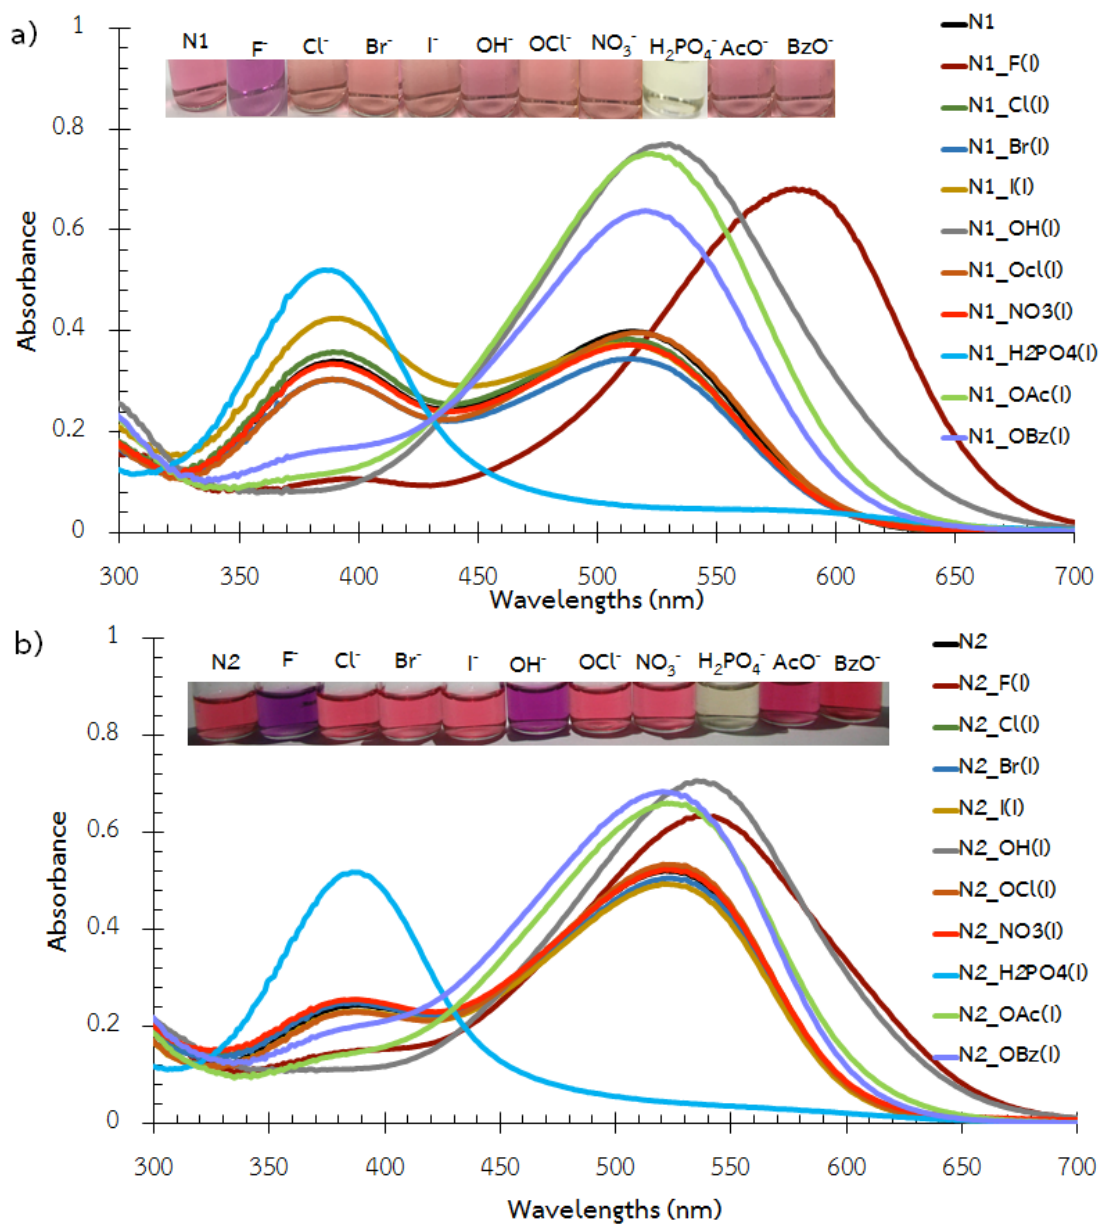 a)
1
0.8
0.6
0.4
0.2
0
Absorbance
N1 F⁻ Cl⁻ Br⁻ I⁻ OH⁻ OCl⁻ NO₃⁻ H₂PO₄⁻ AcO⁻ BzO⁻
300 350 400 450 500 550 600 650 700
Wavelengths (nm)
N1
N1_F(I)
N1_Cl(I)
N1_Br(I)
N1_I(I)
N1_OH(I)
N1_Ocl(I)
N1_NO3(I)
N1_H2PO4(I)
N1_OAc(I)
N1_OBz(I)
b)
1
0.8
0.6
0.4
0.2
0
Absorbance
N2 F⁻ Cl⁻ Br⁻ I⁻ OH⁻ OCl⁻ NO₃⁻ H₂PO₄⁻ AcO⁻ BzO⁻
300 350 400 450 500 550 600 650 700
Wavelengths (nm)
N2
N2_F(I)
N2_Cl(I)
N2_Br(I)
N2_I(I)
N2_OH(I)
N2_OCl(I)
N2_NO3(I)
N2_H2PO4(I)
N2_OAc(I)
N2_OBz(I)